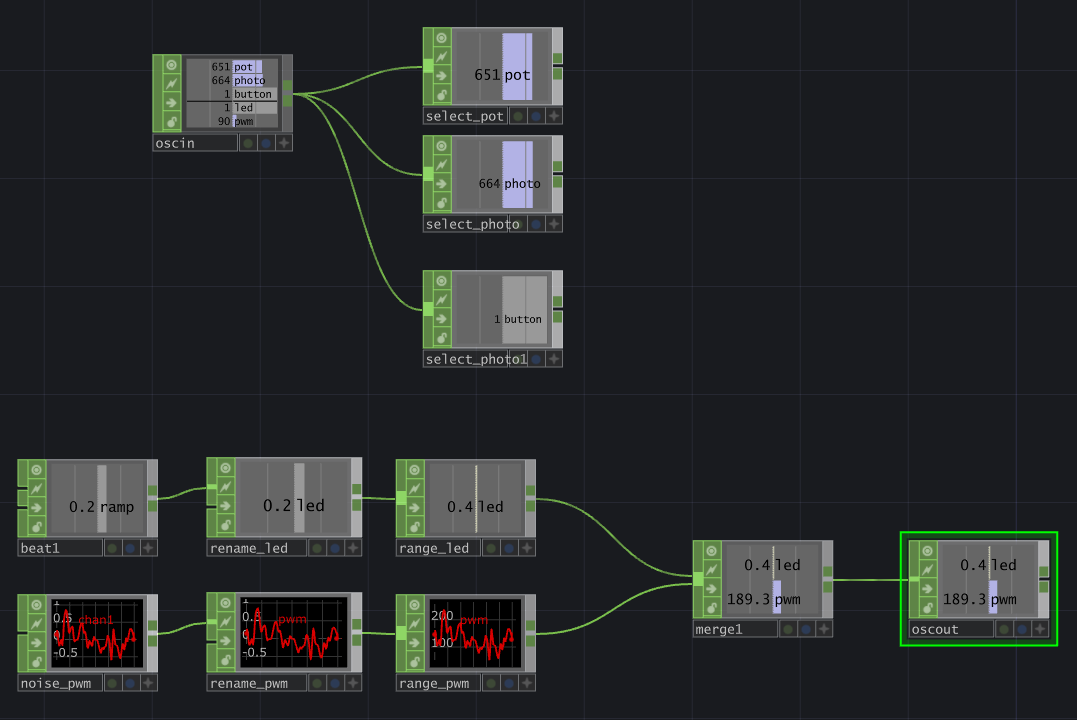 651 pot
664 photo
1 button
1 led
90 pwm
oscin
651 pot
select_pot
664 photo
select_photo
1 button
select_photo1
0.2 ramp
beat1
0.2 led
rename_led
0.4 led
range_led
0.5 chan1
0
-0.5
noise_pwm
0.5 pwm
0
-0.5
rename_pwm
200 pwm
100
range_pwm
0.4 led
189.3 pwm
merge1
0.4 led
189.3 pwm
oscout